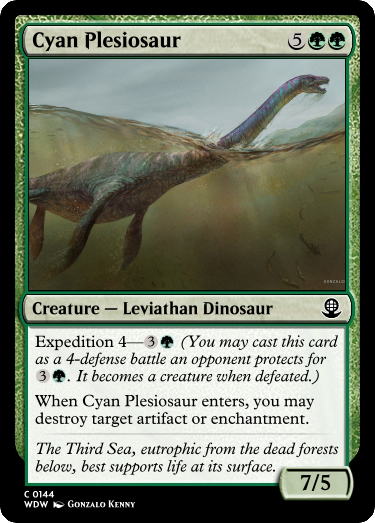 Cyan Plesiosaur 5
GONZALO
Creature — Leviathan Dinosaur
Expedition 4—3 (You may cast this card
as a 4-defense battle an opponent protects for
3. It becomes a creature when defeated.)
When Cyan Plesiosaur enters, you may
destroy target artifact or enchantment.
The Third Sea, eutrophic from the dead forests
below, best supports life at its surface.
7/5
C 0144
WDW Gonzalo Kenny